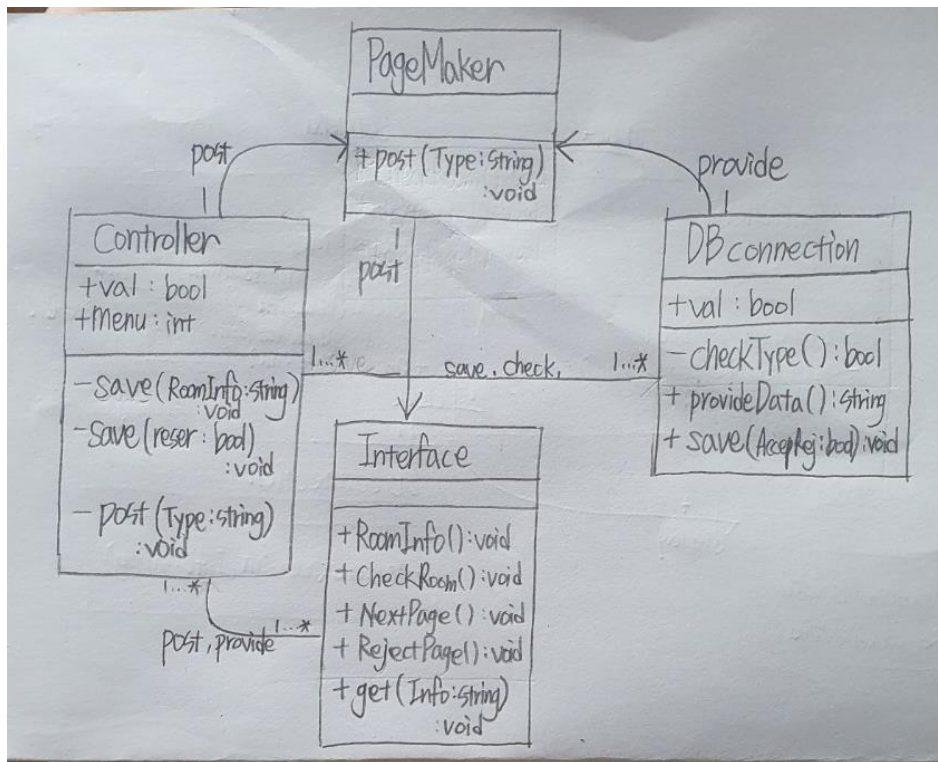 PageMaker
+ post (Type:string)
:void
post
1
provide
1
Controller
+val : bool
+Menu : int
- save (RoomInfo:string)
:void
- save (reser : bool)
:void
- post (Type:string)
:void
1
post
DB connection
+val : bool
- checkType() : bool
+ provideData() : string
+ save (AccepRej:bool) : void
1...*
save, check,
1...*
Interface
+ RoomInfo() : void
+ CheckRoom() : void
+ NextPage() : void
+ RejectPage() : void
+ get (Info:string)
:void
1...*
1...*
post, provide